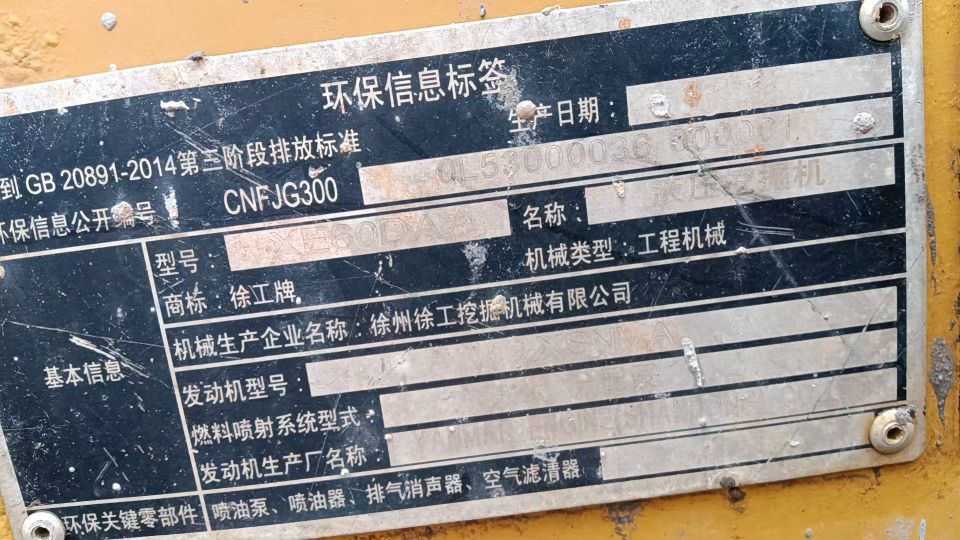 环保信息标签
到 GB 20891-2014第三阶段排放标准
生产日期：
环保信息公开编号 CNFJG300 0L53000036 000001
型号： XE60DA 名称： 液压挖掘机
商标：徐工牌 机械类型：工程机械
机械生产企业名称：徐州徐工挖掘机械有限公司
基本信息
发动机型号：
燃料喷射系统型式
发动机生产厂名称 YANMAR ENGINE
环保关键零部件 喷油泵、喷油器、排气消声器、空气滤清器